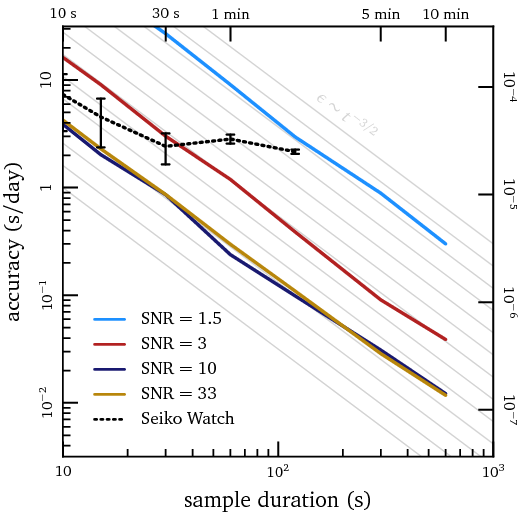 10 s 30 s 1 min 5 min 10 min
ϵ ~ t^{-3/2}
10
1
10^{-1}
10^{-2}
accuracy (s/day)
10^{-4}
10^{-5}
10^{-6}
10^{-7}
SNR = 1.5
SNR = 3
SNR = 10
SNR = 33
Seiko Watch
10 10^2 10^3
sample duration (s)